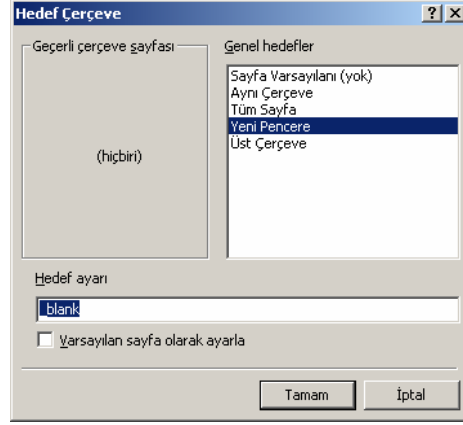 Hedef Çerçeve
Geçerli çerçeve sayfası
(hiçbiri)
Genel hedefler
Sayfa Varsayılanı (yok)
Aynı Çerçeve
Tüm Sayfa
Yeni Pencere
Üst Çerçeve
Hedef ayarı
_blank
Varsayılan sayfa olarak ayarla
Tamam
İptal